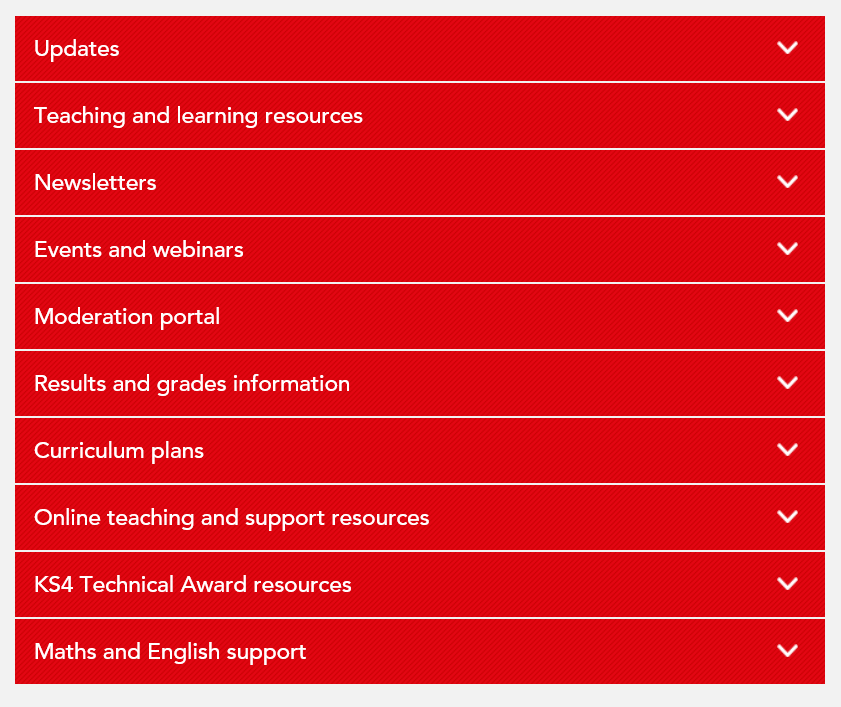 Updates
Teaching and learning resources
Newsletters
Events and webinars
Moderation portal
Results and grades information
Curriculum plans
Online teaching and support resources
KS4 Technical Award resources
Maths and English support